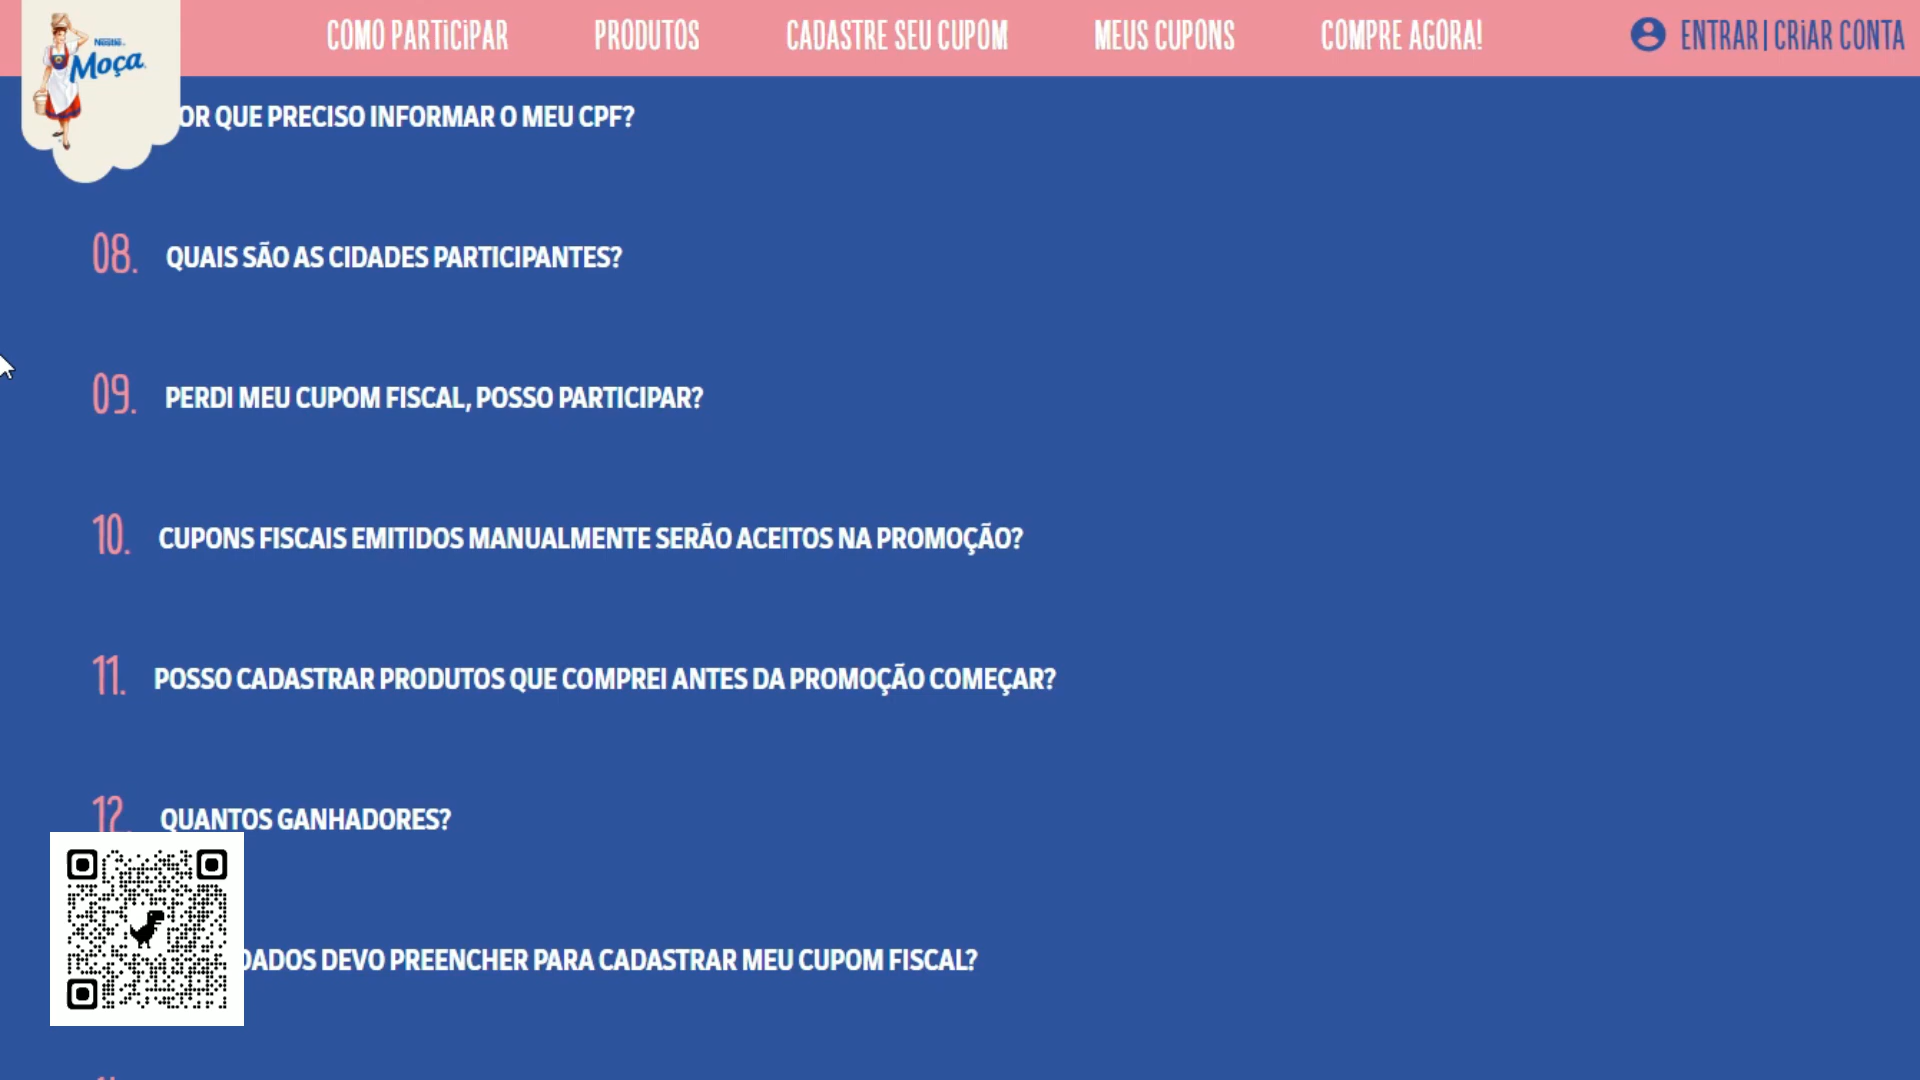 Nestlé
Moça
COMO PARTICIPAR
PRODUTOS
CADASTRE SEU CUPOM
MEUS CUPONS
COMPRE AGORA!
ENTRAR | CRIAR CONTA
OR QUE PRECISO INFORMAR O MEU CPF?
08. QUAIS SÃO AS CIDADES PARTICIPANTES?
09. PERDI MEU CUPOM FISCAL, POSSO PARTICIPAR?
10. CUPONS FISCAIS EMITIDOS MANUALMENTE SERÃO ACEITOS NA PROMOÇÃO?
11. POSSO CADASTRAR PRODUTOS QUE COMPREI ANTES DA PROMOÇÃO COMEÇAR?
12. QUANTOS GANHADORES?
DADOS DEVO PREENCHER PARA CADASTRAR MEU CUPOM FISCAL?